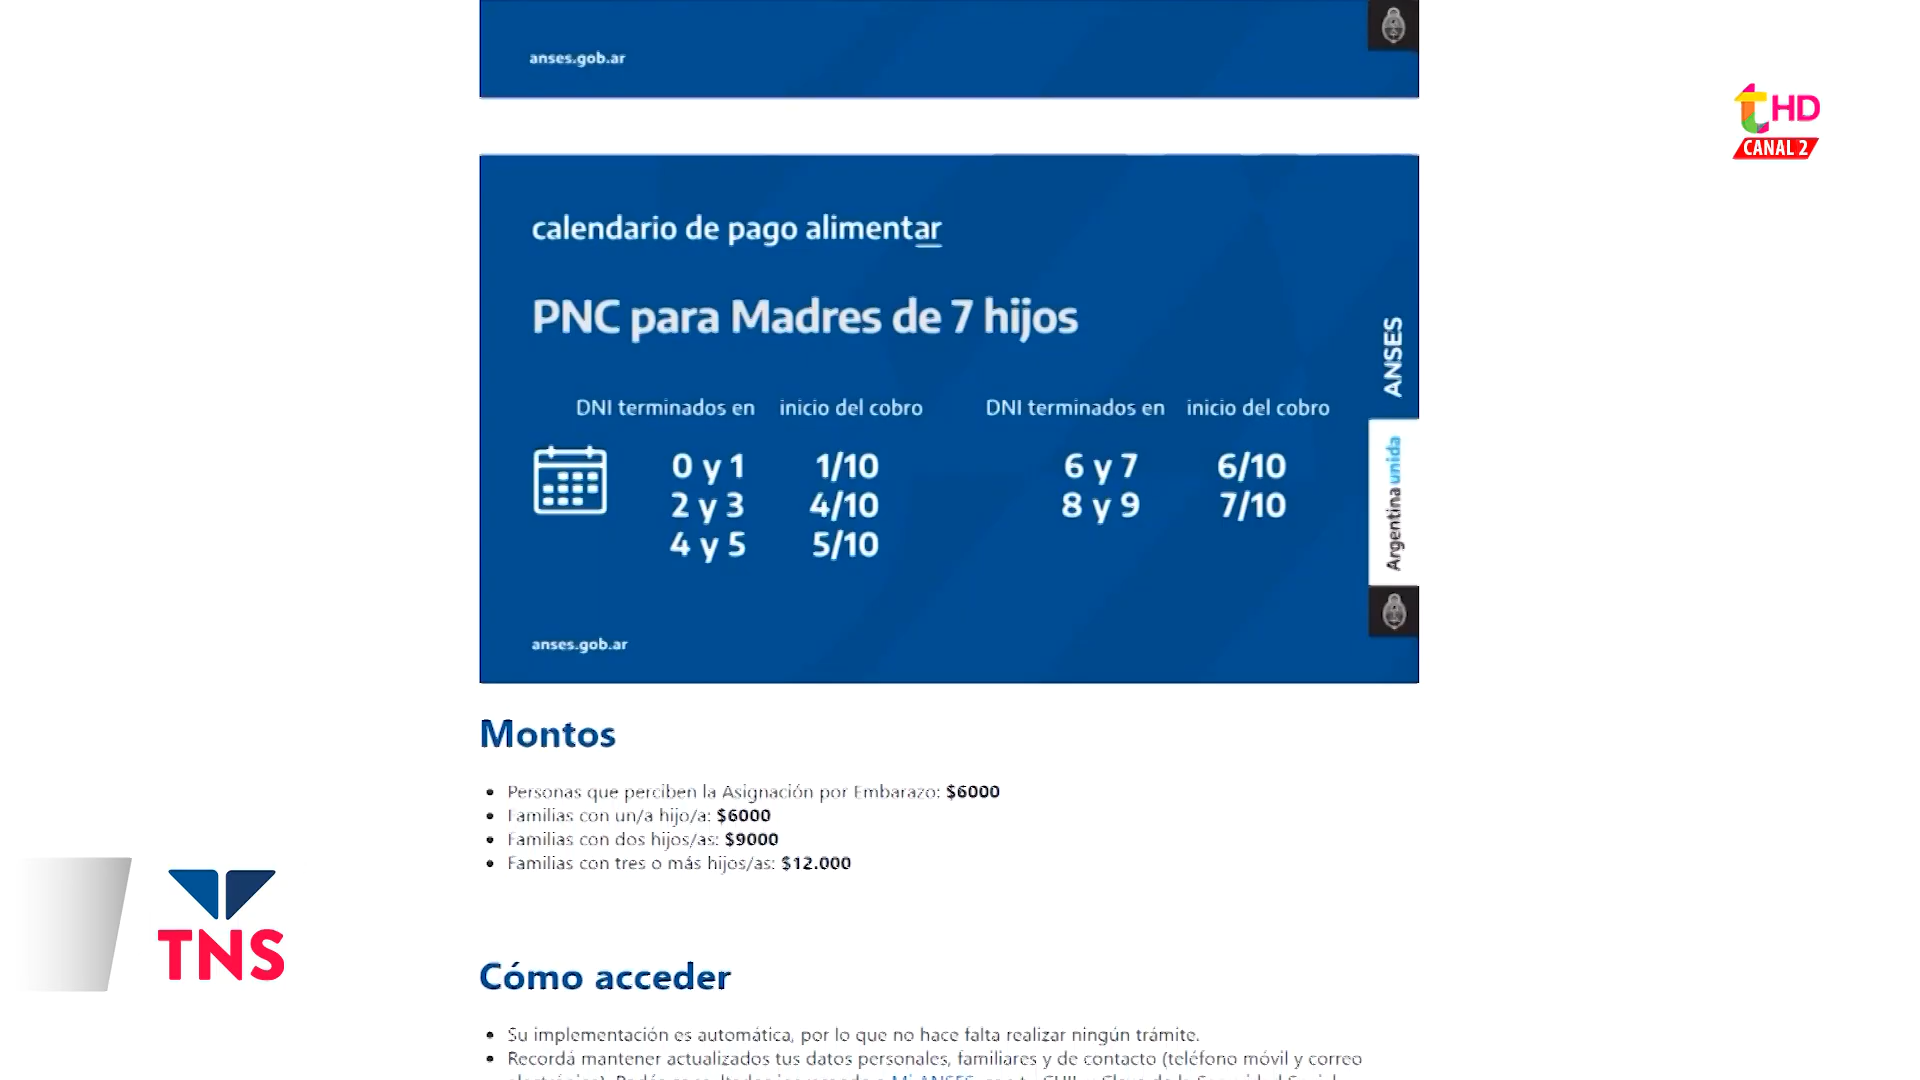 anses.gob.ar
HD
CANAL 2
calendario de pago alimentar
PNC para Madres de 7 hijos
DNI terminados en inicio del cobro DNI terminados en inicio del cobro
0 y 1 1/10 6 y 7 6/10
2 y 3 4/10 8 y 9 7/10
4 y 5 5/10
ANSES
Argentina unida
anses.gob.ar
Montos
Personas que perciben la Asignación por Embarazo: $6000
Familias con un/a hijo/a: $6000
Familias con dos hijos/as: $9000
Familias con tres o más hijos/as: $12.000
TNS
Cómo acceder
Su implementación es automática, por lo que no hace falta realizar ningún trámite.
Recordá mantener actualizados tus datos personales, familiares y de contacto (teléfono móvil y correo